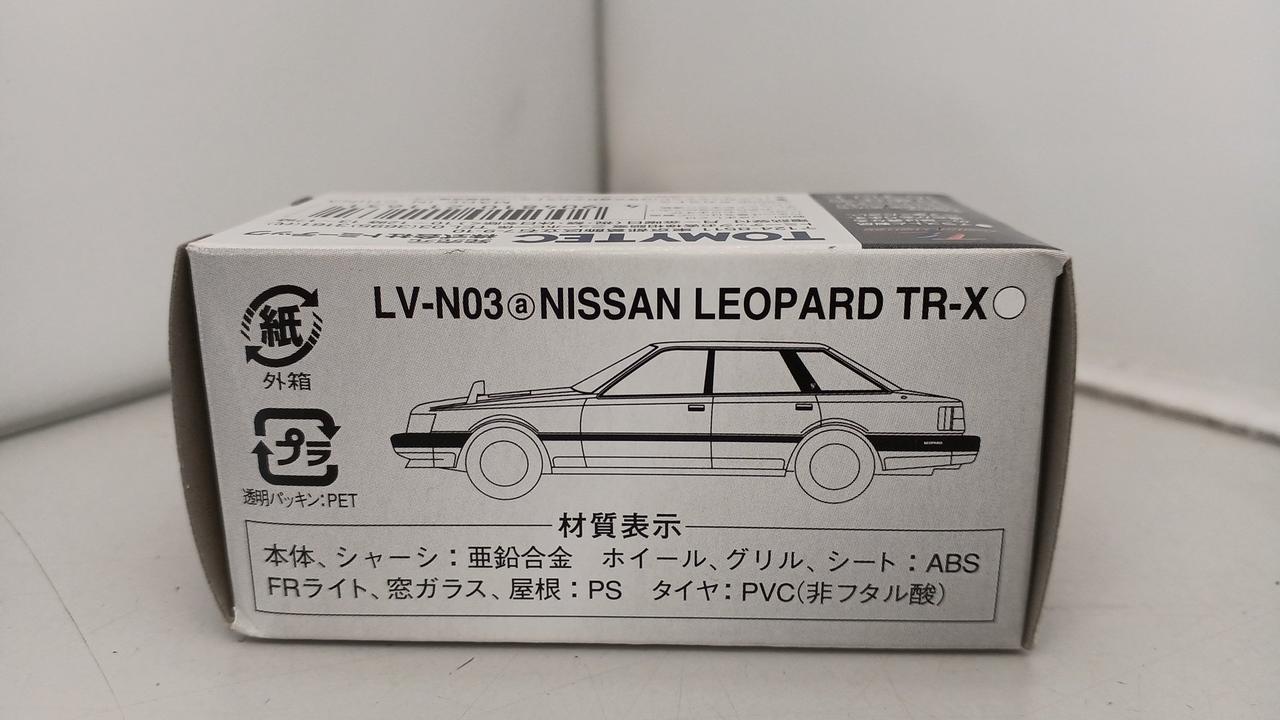 TOMYTEC
LV-N03ⓐNISSAN LEOPARD TR-X○
紙
外箱
プラ
透明パッキン:PET
LEOPARD
材質表示
本体、シャーシ:亜鉛合金　ホイール、グリル、シート:ABS
FRライト、窓ガラス、屋根:PS　タイヤ:PVC(非フタル酸)